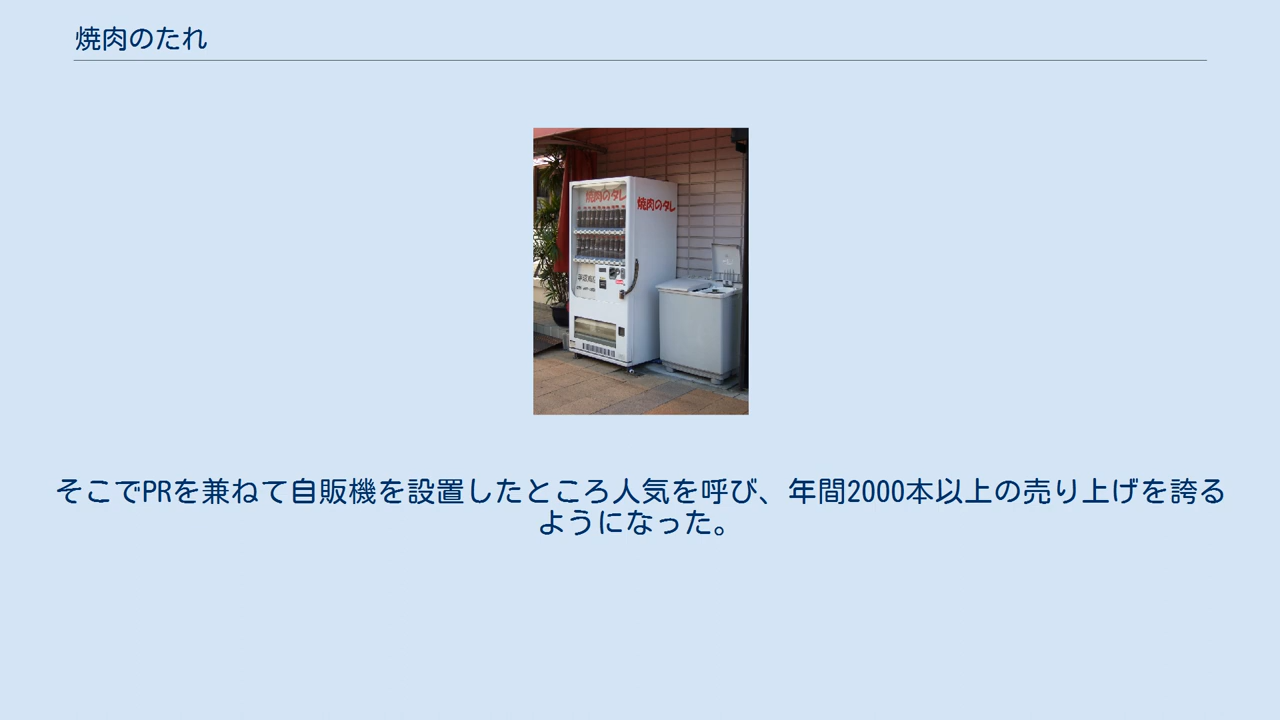 焼肉のたれ
焼肉のタレ
焼肉のタレ
そこでPRを兼ねて自販機を設置したところ人気を呼び、年間2000本以上の売り上げを誇る
ようになった。